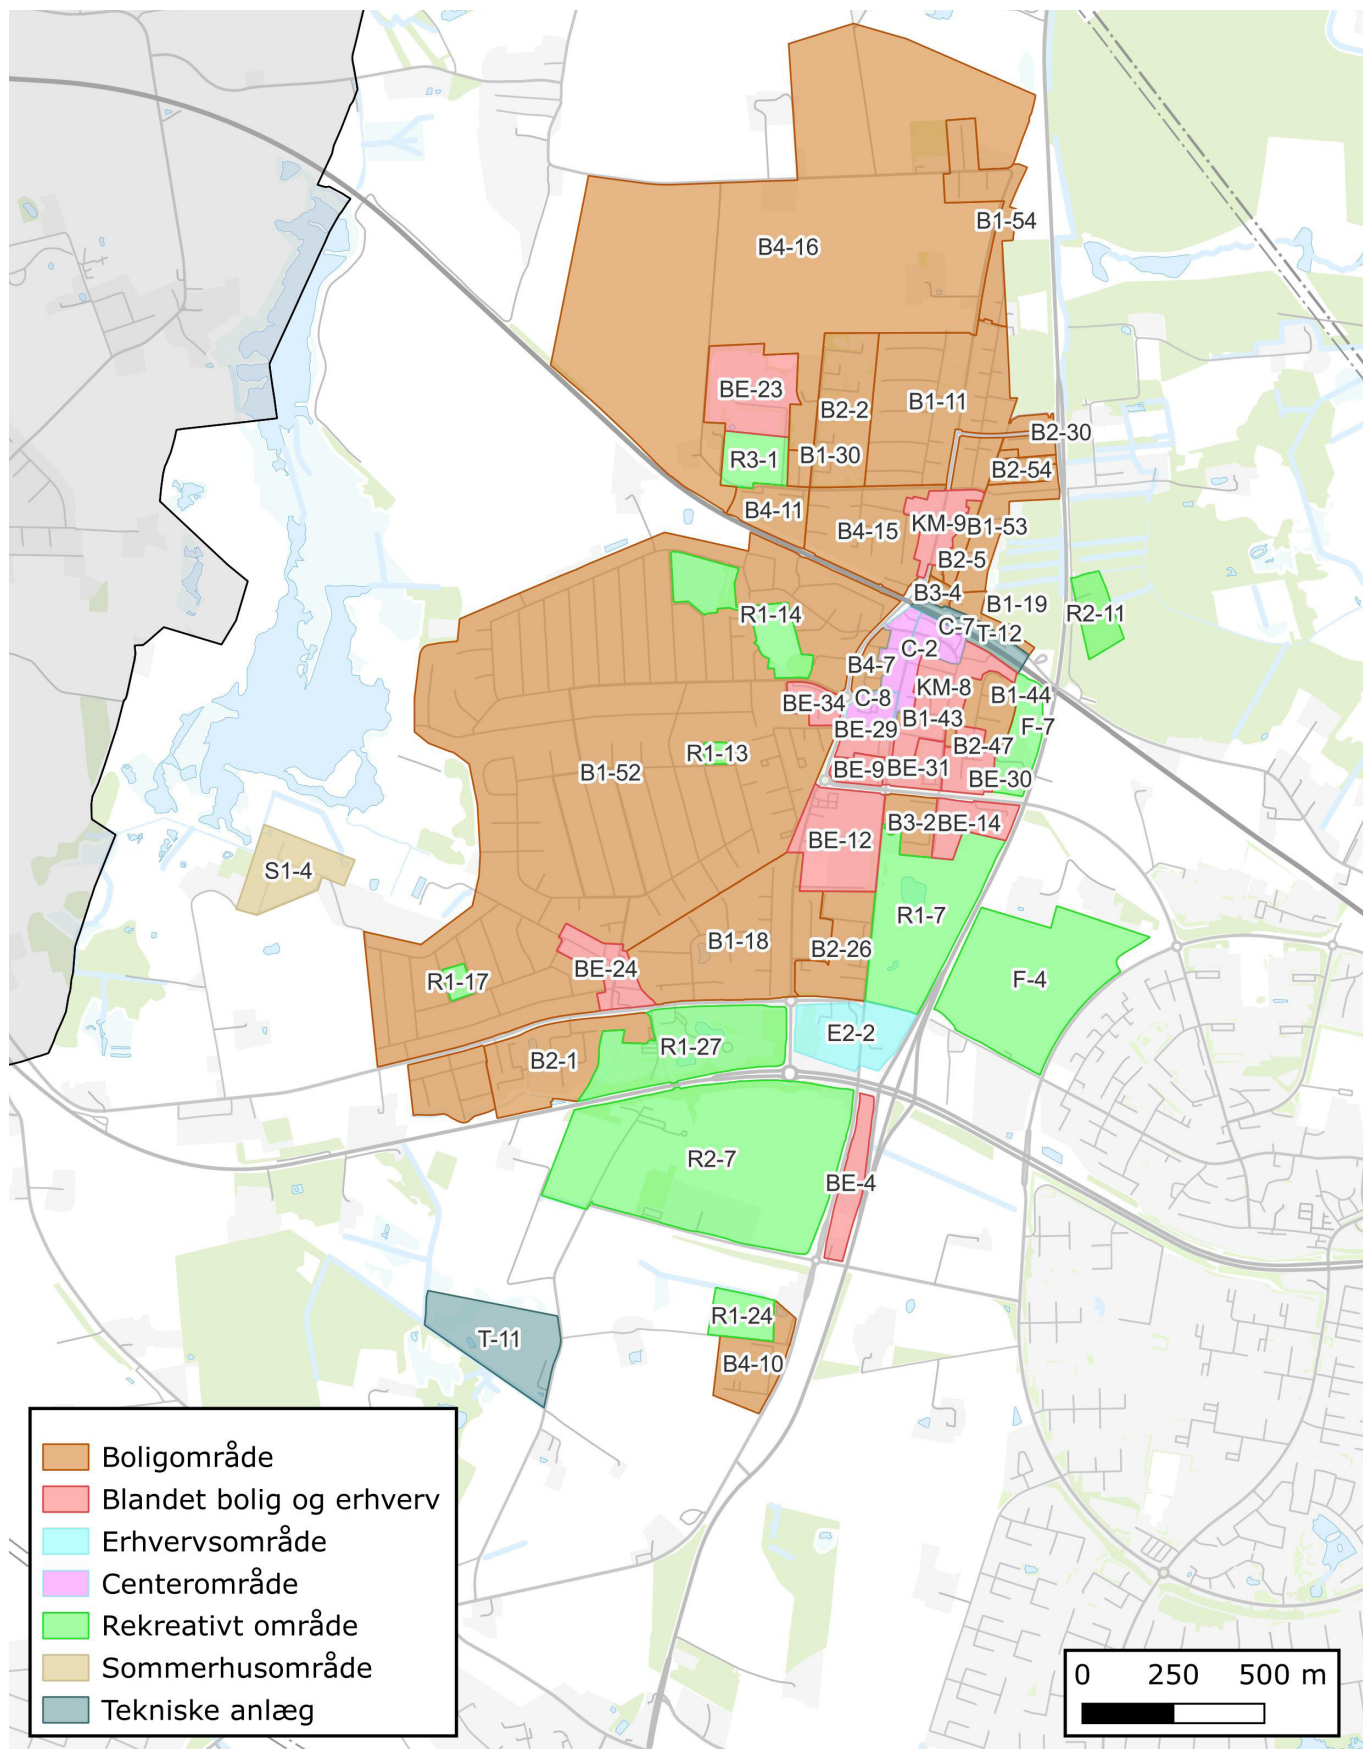 B1-54
B4-16
BE-23
B2-2
B1-11
B2-30
R3-1
B1-30
B2-54
B4-11
B4-15
KM-9
B1-53
B2-5
B3-4
B1-19
R1-14
R2-11
C-7
T-12
C-2
B4-7
KM-8
B1-44
BE-34
C-8
B1-43
F-7
BE-29
B2-47
R1-13
B1-52
BE-9
BE-31
BE-30
B3-2
BE-14
BE-12
S1-4
R1-7
B1-18
B2-26
BE-24
R1-17
F-4
E2-2
R1-27
B2-1
R2-7
BE-4
R1-24
T-11
B4-10
Boligområde
Blandet bolig og erhverv
Erhvervsområde
Centerområde
Rekreativt område
Sommerhusområde
Tekniske anlæg
0 250 500 m